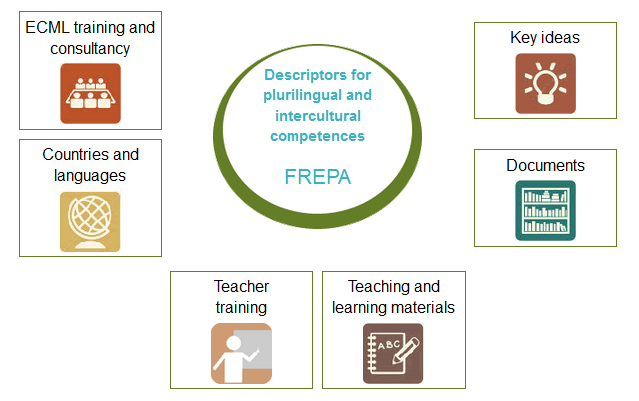 ECML training and
consultancy
Countries and
languages
Descriptors for
plurilingual and
intercultural
competences
FREPA
Key ideas
Documents
Teacher
training
Teaching and
learning materials
ABC